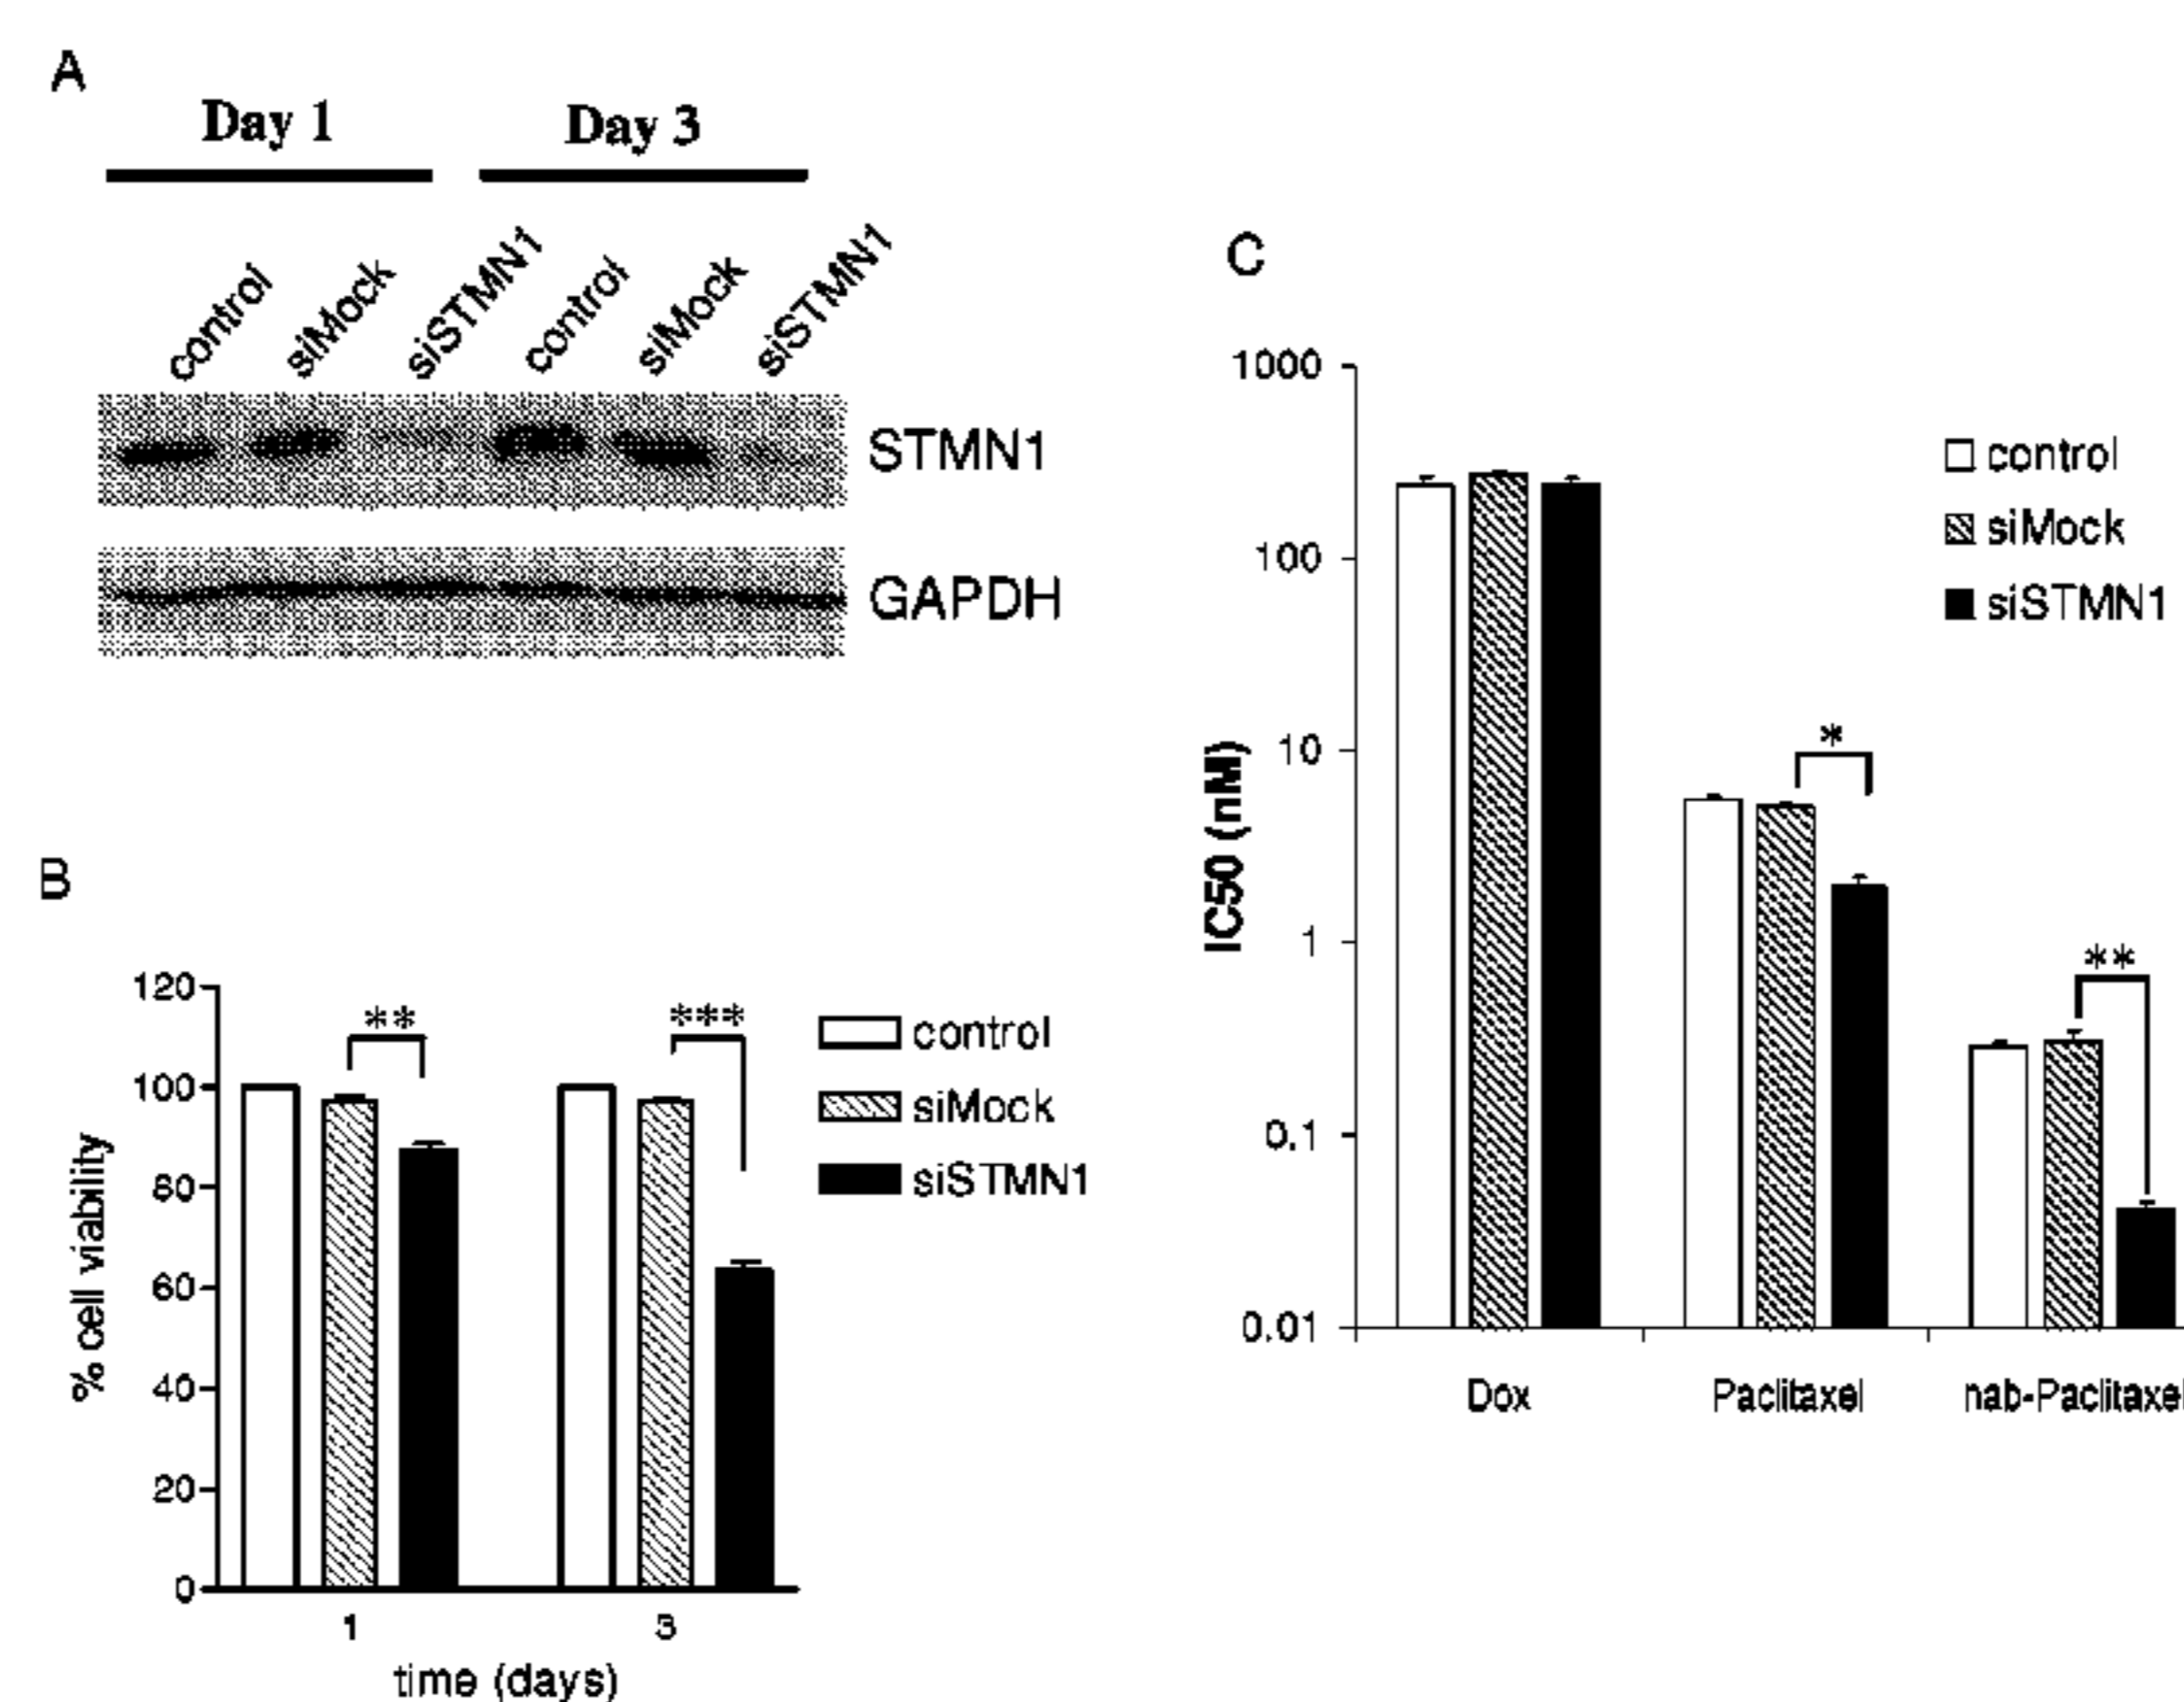 A
Day 1 Day 3
control siMock siSTMN1 control siMock siSTMN1
STMN1
GAPDH
B
120
100
80
60
40
20
0
% cell viability
** ***
control
siMock
siSTMN1
1 3
time (days)
C
1000
100
10
1
0.1
0.01
IC50 (nM)
control
siMock
siSTMN1
*
**
Dox Paclitaxel nab-Paclitaxel